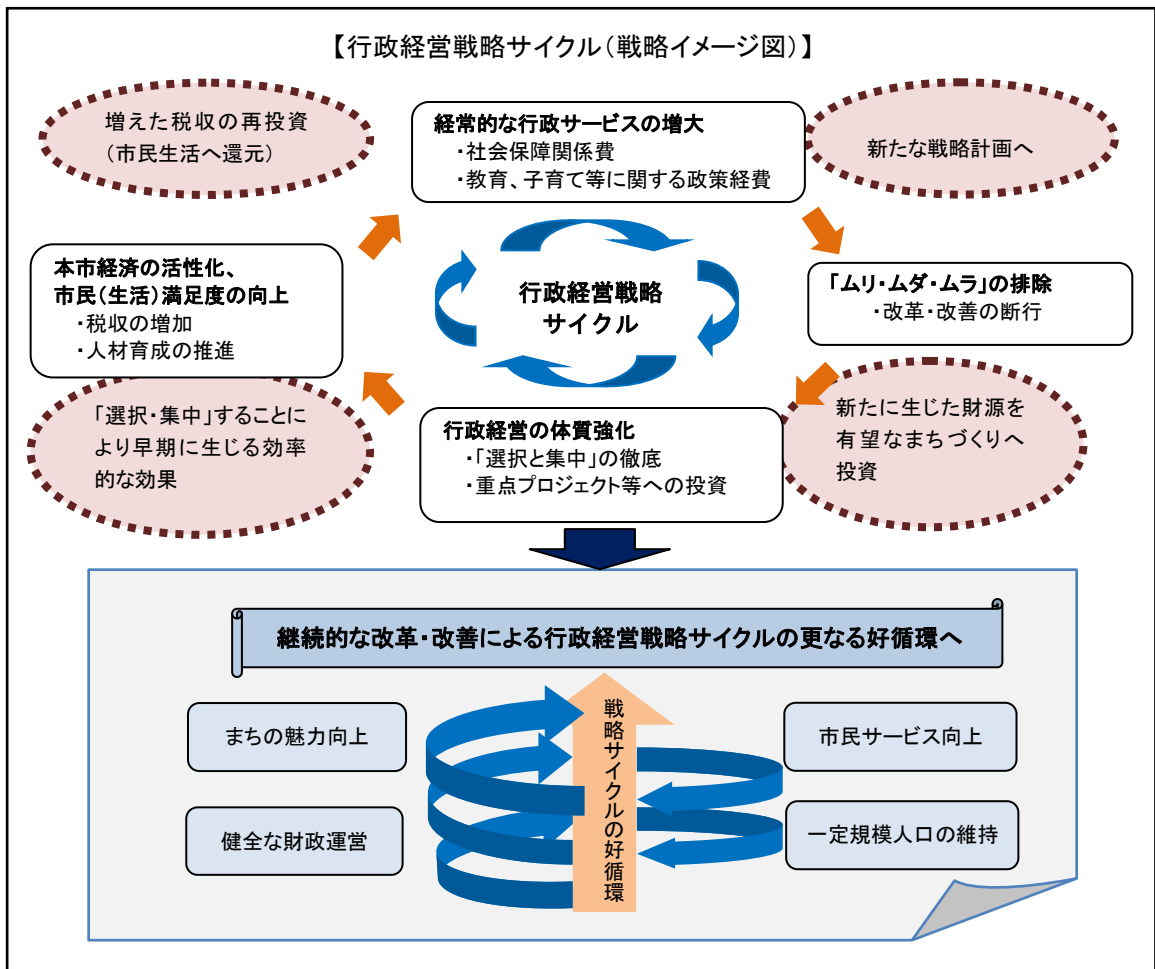 【行政経営戦略サイクル(戦略イメージ図)】
増えた税収の再投資
(市民生活へ還元)
経常的な行政サービスの増大
・社会保障関係費
・教育、子育て等に関する政策経費
新たな戦略計画へ
本市経済の活性化、
市民(生活)満足度の向上
・税収の増加
・人材育成の推進
行政経営戦略
サイクル
「ムリ・ムダ・ムラ」の排除
・改革・改善の断行
「選択・集中」することに
より早期に生じる効率
的な効果
行政経営の体質強化
・「選択と集中」の徹底
・重点プロジェクト等への投資
新たに生じた財源を
有望なまちづくりへ
投資
継続的な改革・改善による行政経営戦略サイクルの更なる好循環へ
まちの魅力向上
健全な財政運営
戦略サイクルの好循環
市民サービス向上
一定規模人口の維持